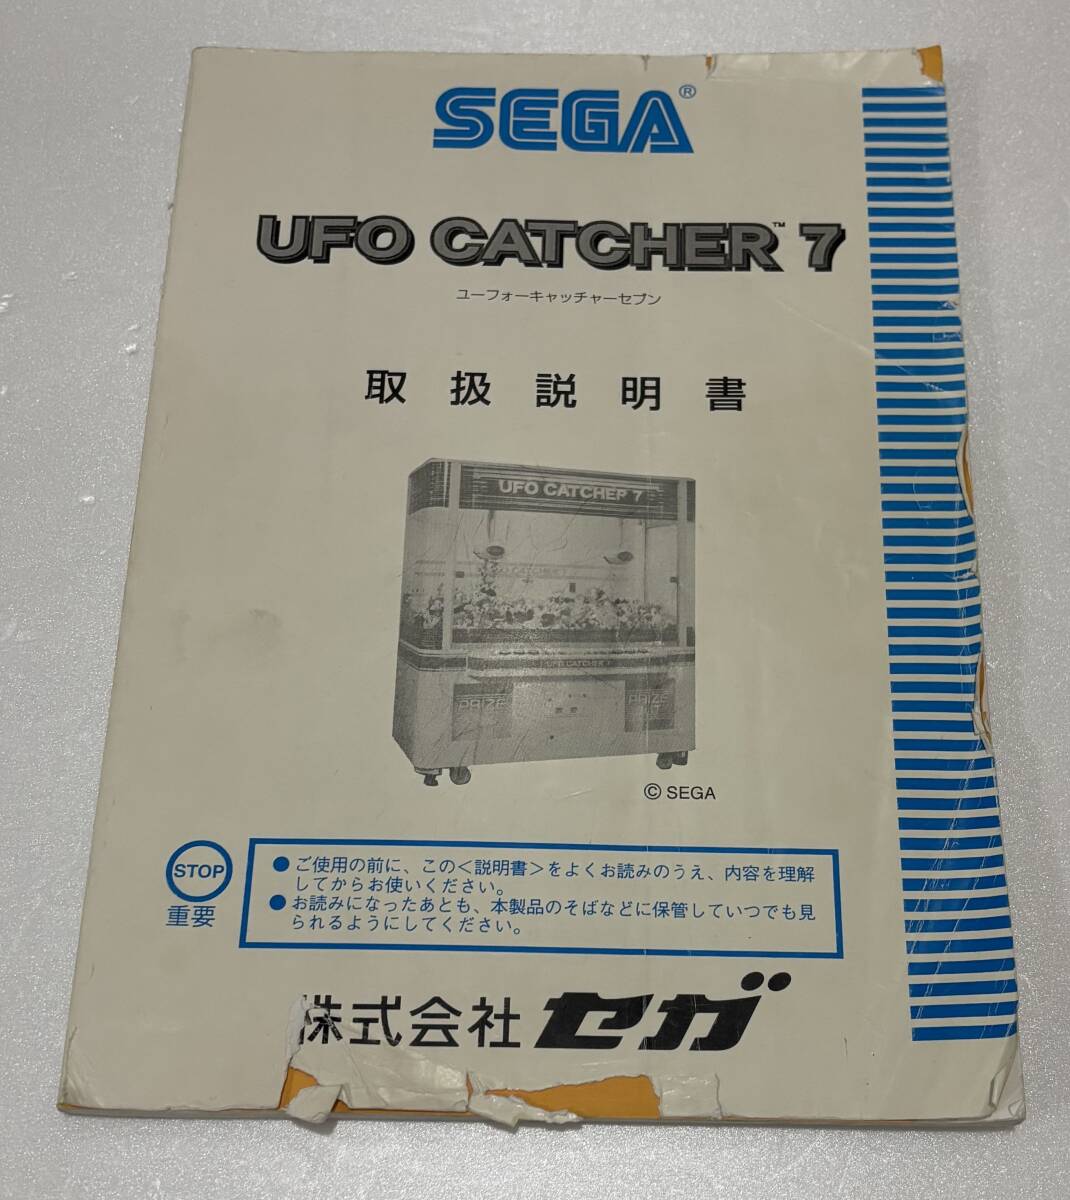 SEGA®
UFO CATCHER™ 7
ユーフォーキャッチャーセブン
取扱説明書
UFO CATCHER 7
UFO CATCHER 7
PRIZE
PRIZE
© SEGA
STOP
重要
●ご使用の前に、この<説明書>をよくお読みのうえ、内容を理解
してからお使いください。
●お読みになったあとも、本製品のそばなどに保管していつでも見
られるようにしてください。
株式会社 セガ